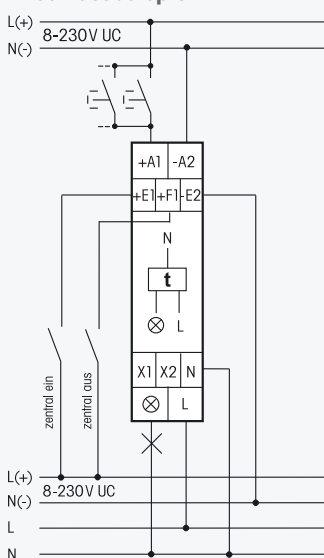 L(+)
8-230V UC
N(-)
+A1 -A2
+E1 +F1 -E2
N
t
L
X1 X2 N
L
zentral ein
zentral aus
L(+)
8-230V UC
N(-)
L
N